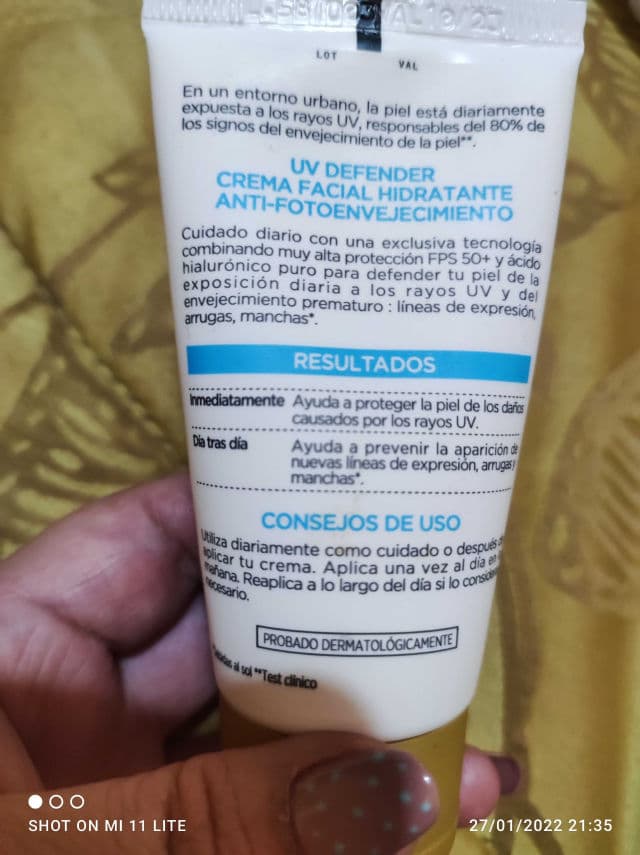 VAL 10/25
LOT VAL
En un entorno urbano, la piel está diariamente
expuesta a los rayos UV, responsables del 80% de
los signos del envejecimiento de la piel**.
UV DEFENDER
CREMA FACIAL HIDRATANTE
ANTI-FOTOENVEJECIMIENTO
Cuidado diario con una exclusiva tecnología
combinando muy alta protección FPS 50+ y ácido
hialurónico puro para defender tu piel de la
exposición diaria a los rayos UV y del
envejecimiento prematuro : líneas de expresión,
arrugas, manchas*.
RESULTADOS
Inmediatamente Ayuda a proteger la piel de los daños
causados por los rayos UV.
Día tras día Ayuda a prevenir la aparición de
nuevas líneas de expresión, arrugas y
manchas*.
CONSEJOS DE USO
Utiliza diariamente como cuidado o después
aplicar tu crema. Aplica una vez al día en
mañana. Reaplica a lo largo del día si lo
necesario.
PROBADO DERMATOLÓGICAMENTE
al sol **Test clínico
SHOT ON MI 11 LITE
27/01/2022 21:35